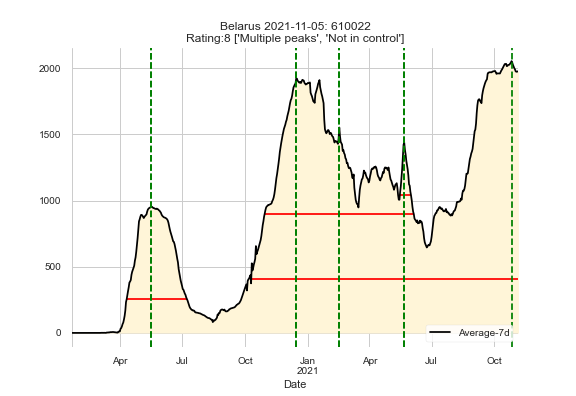 Belarus 2021-11-05: 610022
Rating:8 ['Multiple peaks', 'Not in control']
2000
1500
1000
500
0
Average-7d
Apr Jul Oct Jan Apr Jul Oct
2021
Date